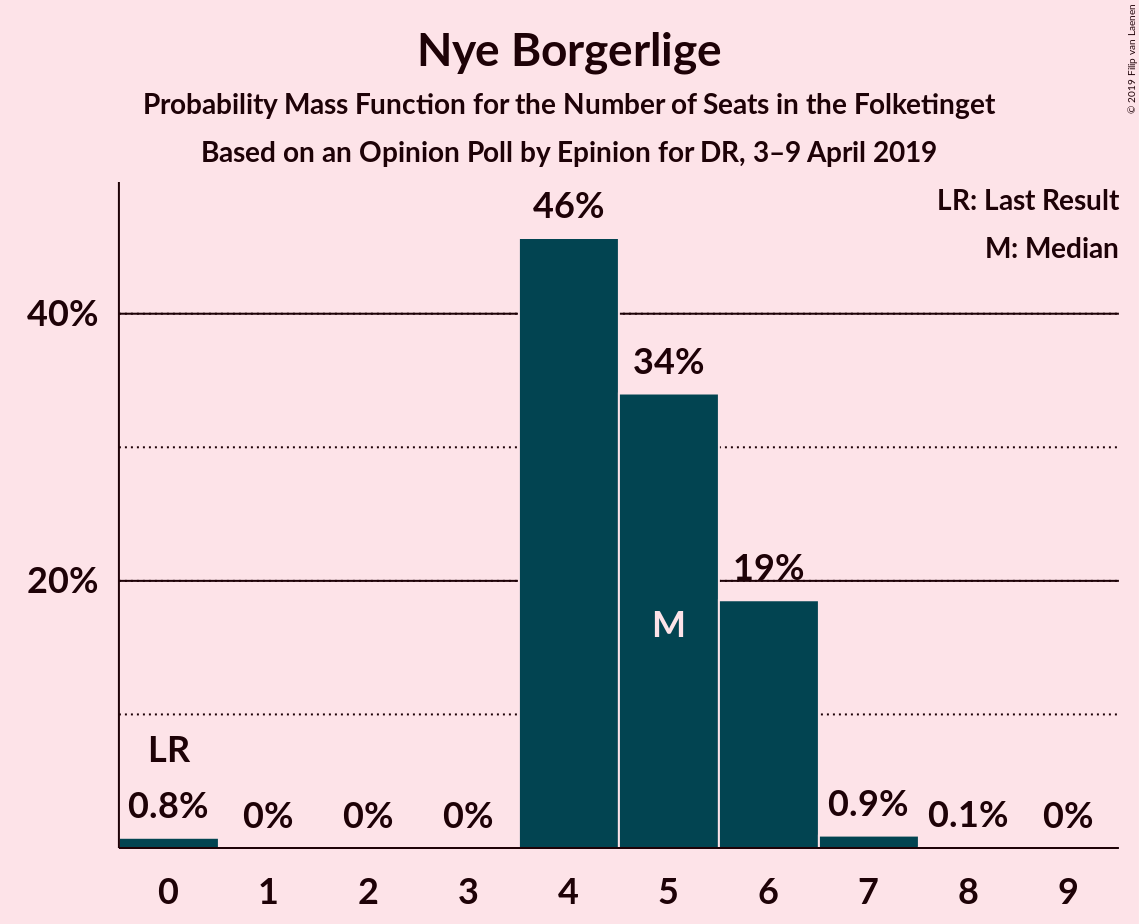 Nye Borgerlige
Probability Mass Function for the Number of Seats in the Folketinget
Based on an Opinion Poll by Epinion for DR, 3–9 April 2019
© 2019 Filip van Laenen
LR: Last Result
M: Median
46%
40%
34%
20%
19%
M
LR
0.8%
0%
0%
0%
0.9%
0.1%
0%
0 1 2 3 4 5 6 7 8 9